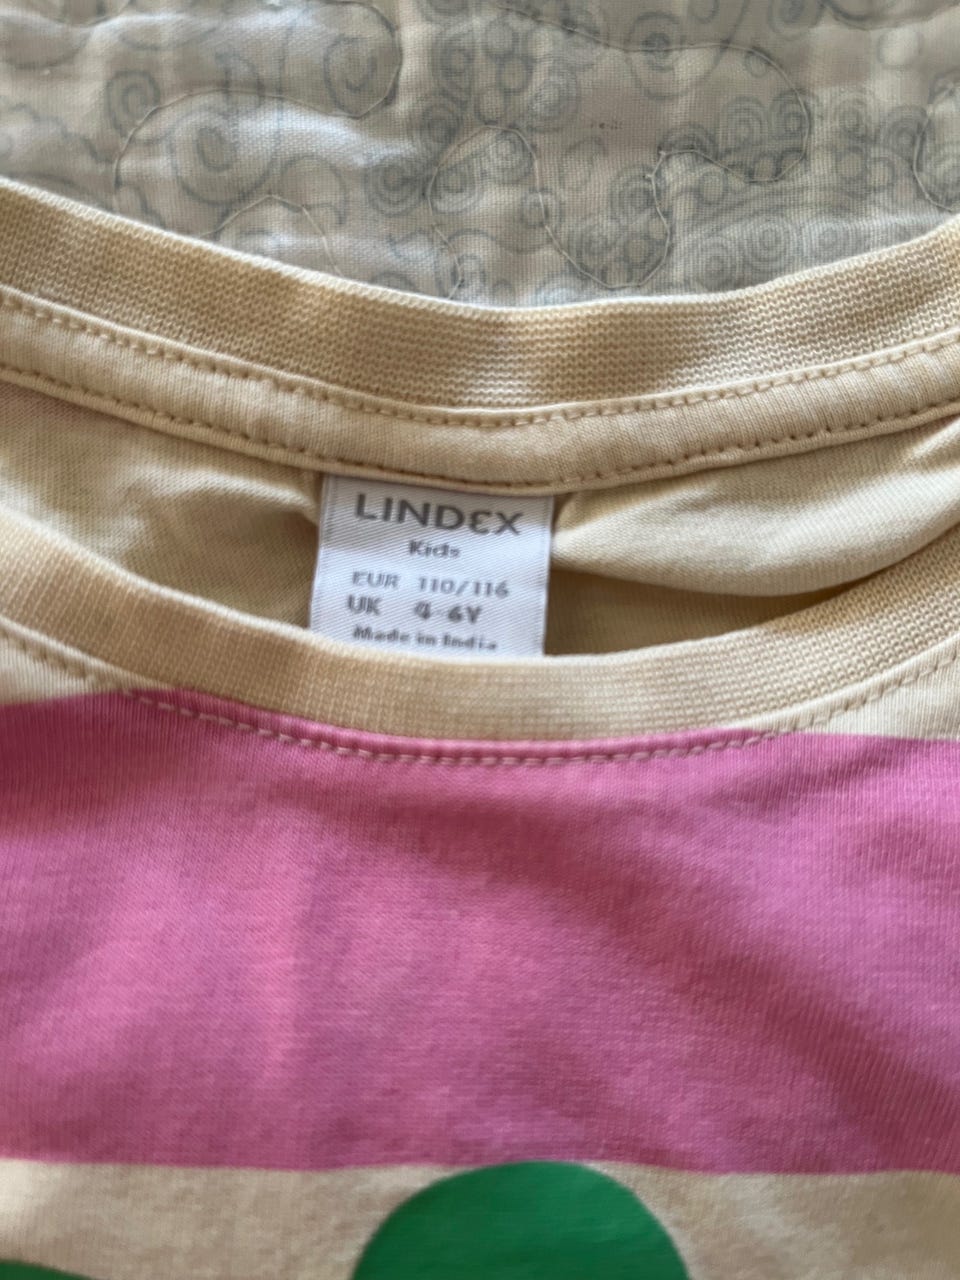 LINDEX
Kids
EUR 110/116
UK 4-6Y
Made in India